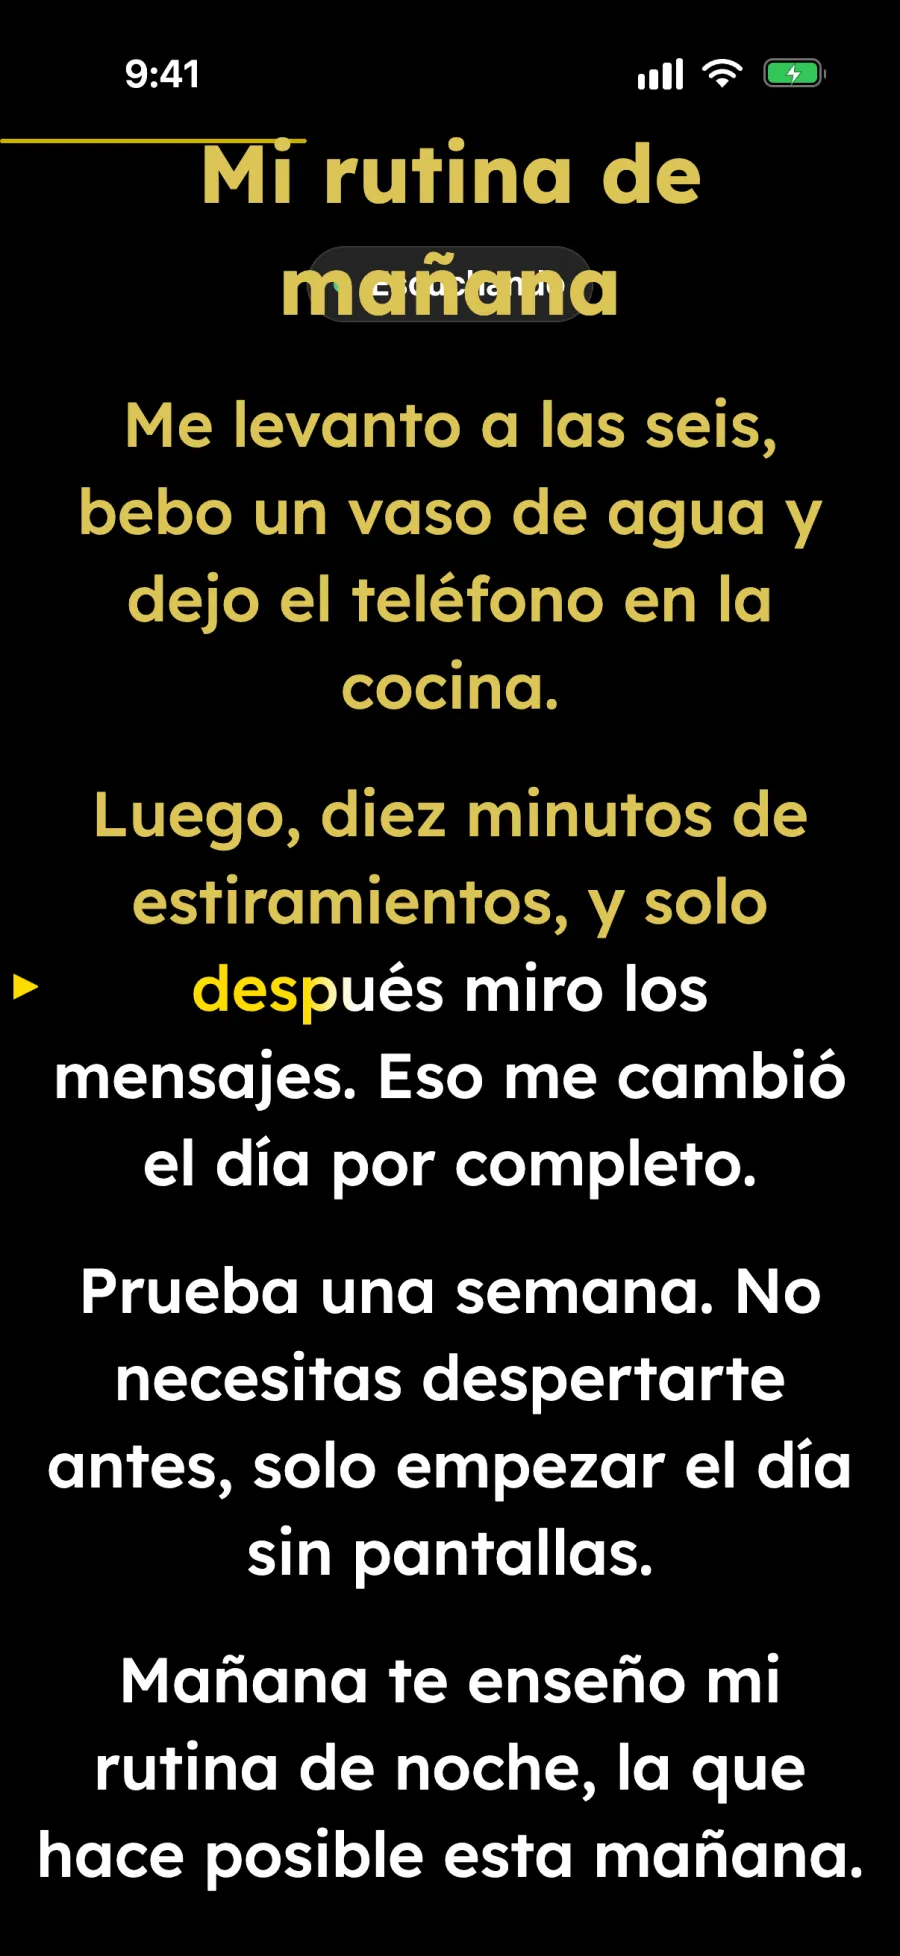 9:41
Mi rutina de
mañana
Escuchando
Me levanto a las seis,
bebo un vaso de agua y
dejo el teléfono en la
cocina.
Luego, diez minutos de
estiramientos, y solo
después miro los
mensajes. Eso me cambió
el día por completo.
Prueba una semana. No
necesitas despertarte
antes, solo empezar el día
sin pantallas.
Mañana te enseño mi
rutina de noche, la que
hace posible esta mañana.